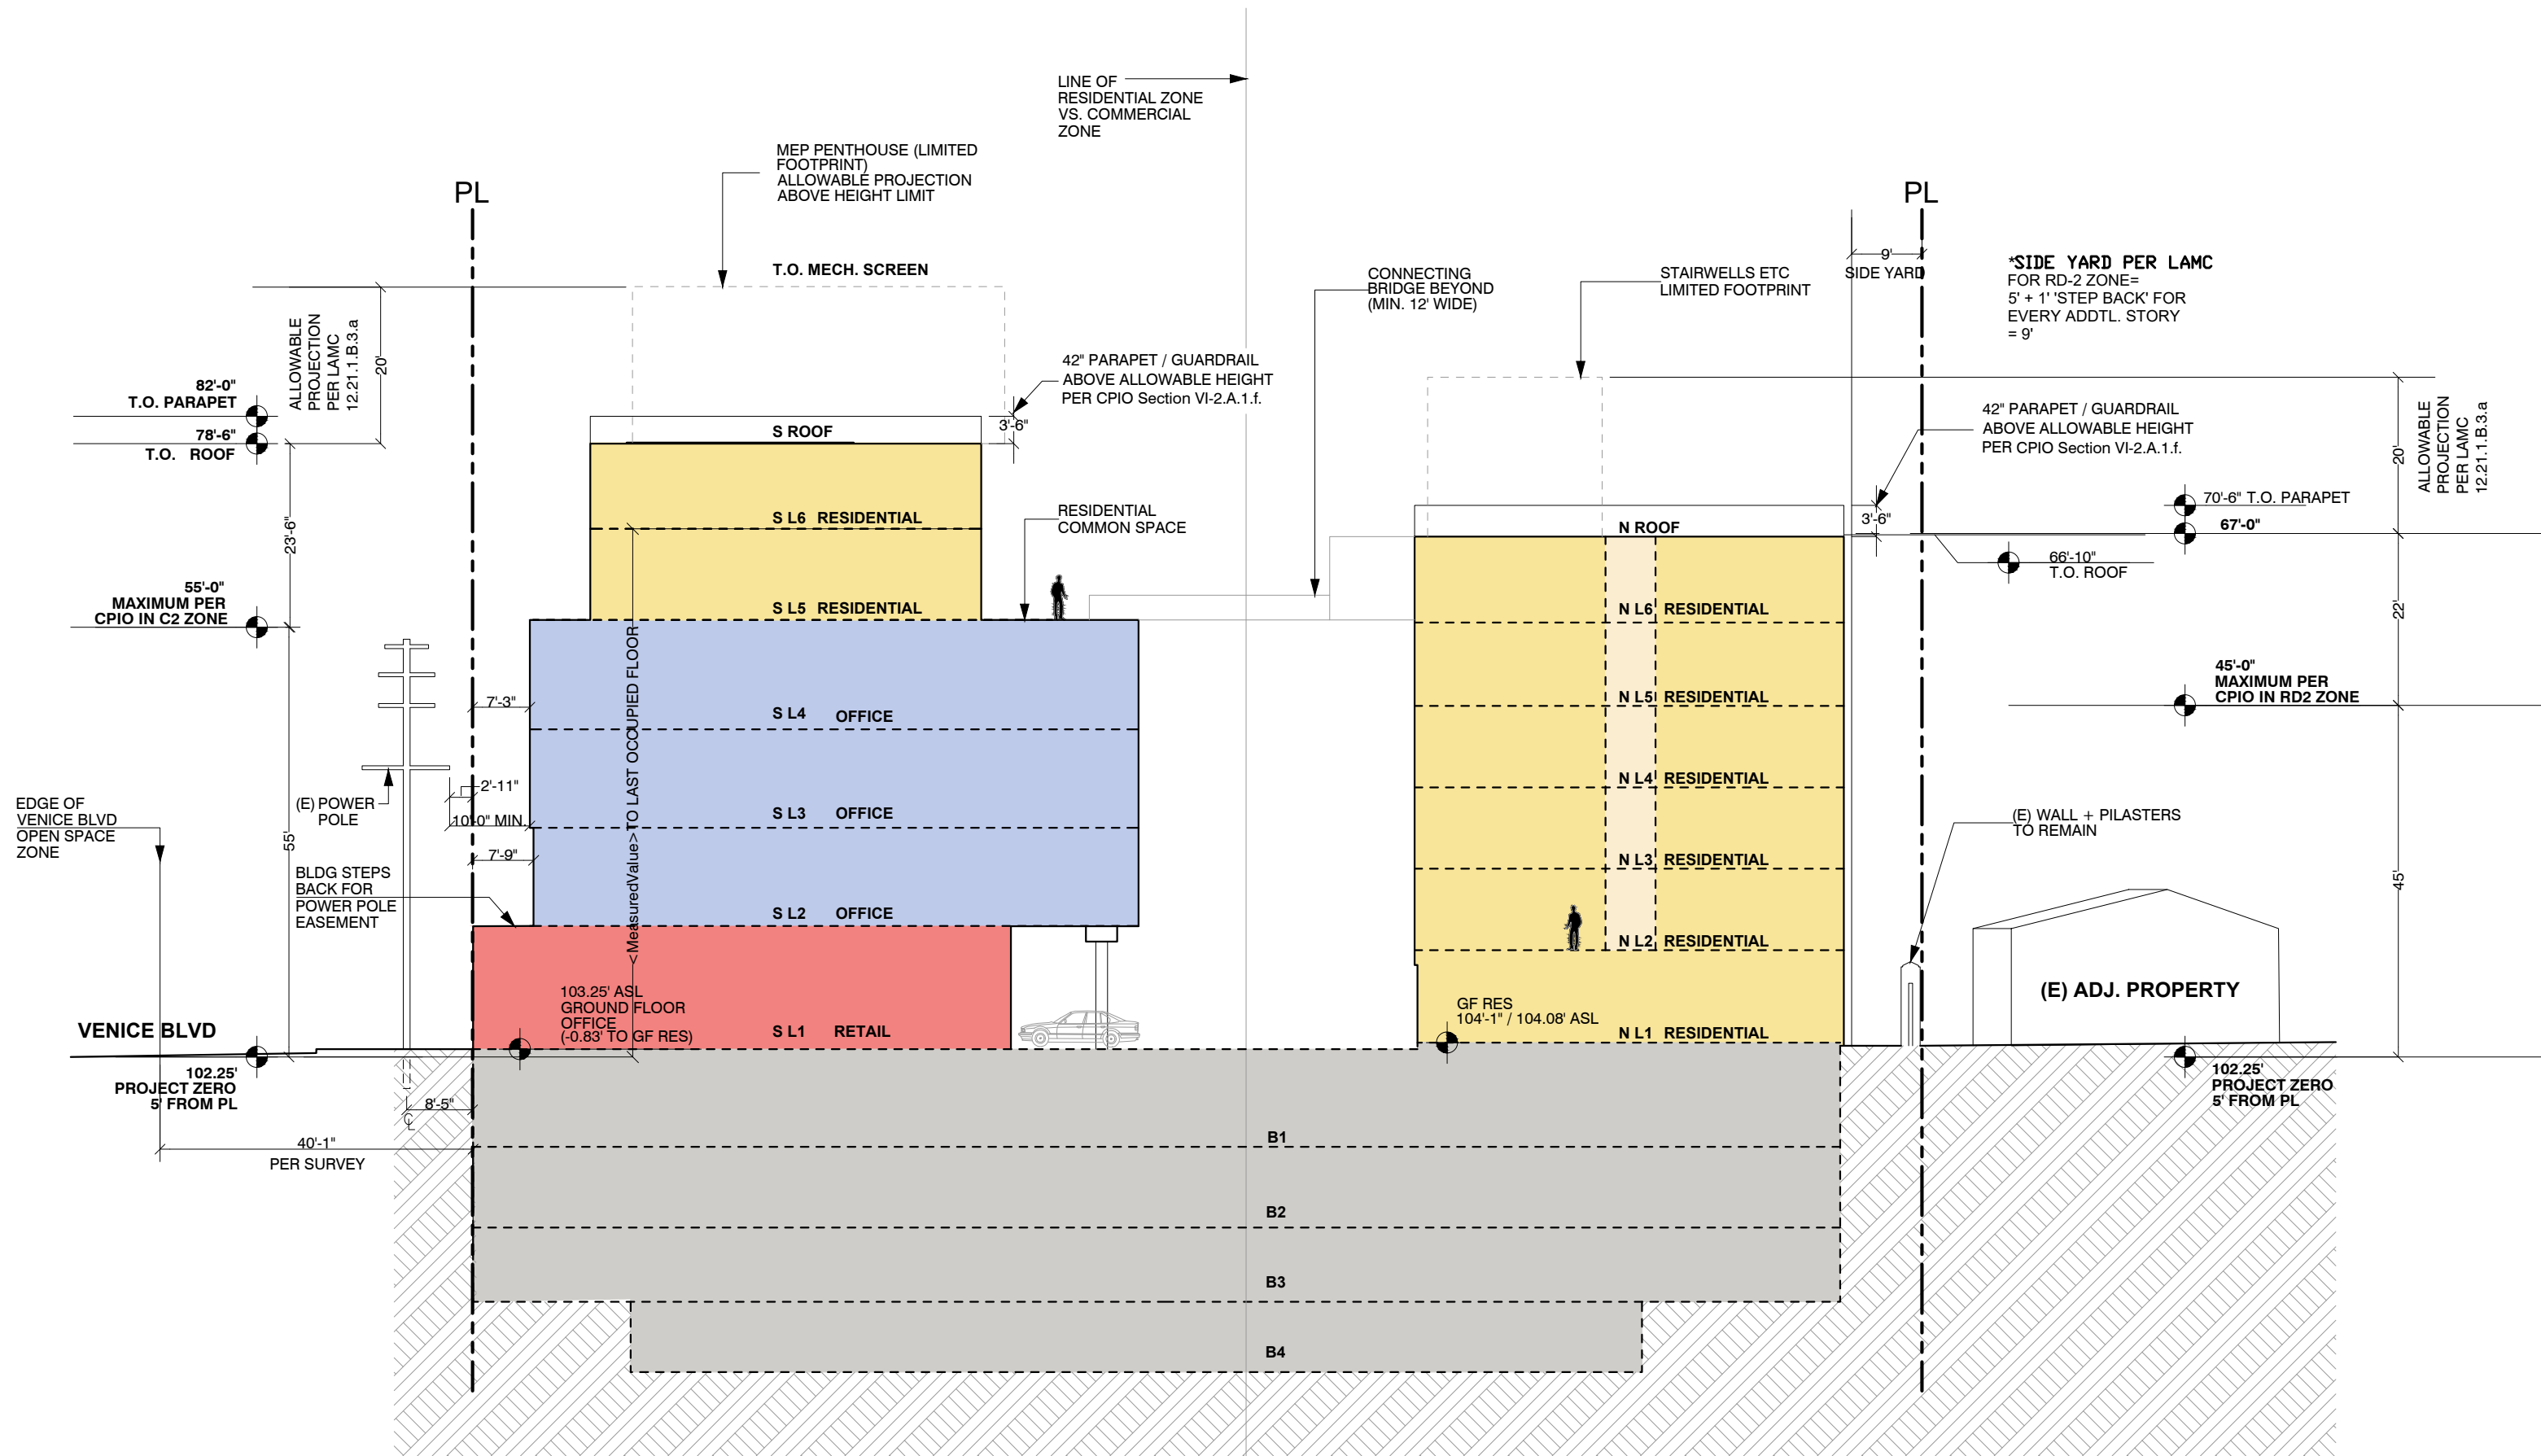 LINE OF
RESIDENTIAL ZONE
VS. COMMERCIAL
ZONE
MEP PENTHOUSE (LIMITED
FOOTPRINT)
ALLOWABLE PROJECTION
ABOVE HEIGHT LIMIT
PL
PL
T.O. MECH. SCREEN
CONNECTING
BRIDGE BEYOND
(MIN. 12' WIDE)
STAIRWELLS ETC
LIMITED FOOTPRINT
9'
SIDE YARD
*SIDE YARD PER LAMC
FOR RD-2 ZONE=
5' + 1' 'STEP BACK' FOR
EVERY ADDTL. STORY
= 9'
ALLOWABLE
PROJECTION
PER LAMC
12.21.1.B.3.a
20'
82'-0"
T.O. PARAPET
78'-6"
T.O. ROOF
42" PARAPET / GUARDRAIL
ABOVE ALLOWABLE HEIGHT
PER CPIO Section VI-2.A.1.f.
3'-6"
S ROOF
42" PARAPET / GUARDRAIL
ABOVE ALLOWABLE HEIGHT
PER CPIO Section VI-2.A.1.f.
3'-6"
20'
ALLOWABLE
PROJECTION
PER LAMC
12.21.1.B.3.a
70'-6" T.O. PARAPET
67'-0"
66'-10"
T.O. ROOF
N ROOF
23'-6"
S L6 RESIDENTIAL
RESIDENTIAL
COMMON SPACE
55'-0"
MAXIMUM PER
CPIO IN C2 ZONE
S L5 RESIDENTIAL
N L6 RESIDENTIAL
22'
45'-0"
MAXIMUM PER
CPIO IN RD2 ZONE
7'-3"
S L4 OFFICE
N L5 RESIDENTIAL
<MeasuredValue> TO LAST OCCUPIED FLOOR
2'-11"
10'-0" MIN.
N L4 RESIDENTIAL
EDGE OF
VENICE BLVD
OPEN SPACE
ZONE
(E) POWER
POLE
S L3 OFFICE
(E) WALL + PILASTERS
TO REMAIN
55'
7'-9"
N L3 RESIDENTIAL
45'
BLDG STEPS
BACK FOR
POWER POLE
EASEMENT
S L2 OFFICE
N L2 RESIDENTIAL
103.25' ASL
GROUND FLOOR
OFFICE
(-0.83' TO GF RES)
GF RES
104'-1" / 104.08' ASL
(E) ADJ. PROPERTY
VENICE BLVD
S L1 RETAIL
N L1 RESIDENTIAL
102.25'
PROJECT ZERO
5' FROM PL
102.25'
PROJECT ZERO
5' FROM PL
8'-5"
CL
40'-1"
PER SURVEY
B1
B2
B3
B4